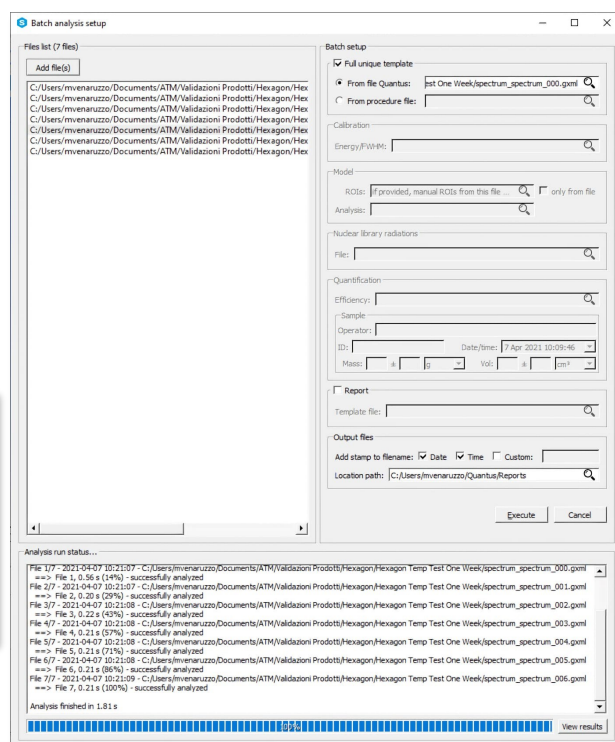 Batch analysis setup
Files list (7 files)
Add file(s)
C:/Users/mvenaruzzo/Documents/ATM/Validazioni Prodotti/Hexagon/Hex
C:/Users/mvenaruzzo/Documents/ATM/Validazioni Prodotti/Hexagon/Hex
C:/Users/mvenaruzzo/Documents/ATM/Validazioni Prodotti/Hexagon/Hex
C:/Users/mvenaruzzo/Documents/ATM/Validazioni Prodotti/Hexagon/Hex
C:/Users/mvenaruzzo/Documents/ATM/Validazioni Prodotti/Hexagon/Hex
C:/Users/mvenaruzzo/Documents/ATM/Validazioni Prodotti/Hexagon/Hex
C:/Users/mvenaruzzo/Documents/ATM/Validazioni Prodotti/Hexagon/Hex
Batch setup
Full unique template
From file Quantus: est One Week/spectrum_spectrum_000.gxml
From procedure file:
Calibration
Energy/FWHM:
Model
ROIs: if provided, manual ROIs from this file ... only from file
Analysis:
Nuclear library radiations
File:
Quantification
Efficiency:
Sample
Operator:
ID: Date/time: 7 Apr 2021 10:09:46
Mass: ± g Vol: ± cm³
Report
Template file:
Output files
Add stamp to filename: Date Time Custom:
Location path: C:/Users/mvenaruzzo/Quantus/Reports
Execute Cancel
Analysis run status...
File 1/7 - 2021-04-07 10:21:07 - C:/Users/mvenaruzzo/Documents/ATM/Validazioni Prodotti/Hexagon/Hexagon Temp Test One Week/spectrum_spectrum_000.gxml
==> File 1, 0.56 s (14%) - successfully analyzed
File 2/7 - 2021-04-07 10:21:07 - C:/Users/mvenaruzzo/Documents/ATM/Validazioni Prodotti/Hexagon/Hexagon Temp Test One Week/spectrum_spectrum_001.gxml
==> File 2, 0.20 s (29%) - successfully analyzed
File 3/7 - 2021-04-07 10:21:08 - C:/Users/mvenaruzzo/Documents/ATM/Validazioni Prodotti/Hexagon/Hexagon Temp Test One Week/spectrum_spectrum_002.gxml
==> File 3, 0.22 s (43%) - successfully analyzed
File 4/7 - 2021-04-07 10:21:08 - C:/Users/mvenaruzzo/Documents/ATM/Validazioni Prodotti/Hexagon/Hexagon Temp Test One Week/spectrum_spectrum_003.gxml
==> File 4, 0.21 s (57%) - successfully analyzed
File 5/7 - 2021-04-07 10:21:08 - C:/Users/mvenaruzzo/Documents/ATM/Validazioni Prodotti/Hexagon/Hexagon Temp Test One Week/spectrum_spectrum_004.gxml
==> File 5, 0.21 s (71%) - successfully analyzed
File 6/7 - 2021-04-07 10:21:08 - C:/Users/mvenaruzzo/Documents/ATM/Validazioni Prodotti/Hexagon/Hexagon Temp Test One Week/spectrum_spectrum_005.gxml
==> File 6, 0.21 s (86%) - successfully analyzed
File 7/7 - 2021-04-07 10:21:09 - C:/Users/mvenaruzzo/Documents/ATM/Validazioni Prodotti/Hexagon/Hexagon Temp Test One Week/spectrum_spectrum_006.gxml
==> File 7, 0.21 s (100%) - successfully analyzed
Analysis finished in 1.81 s
100%
View results